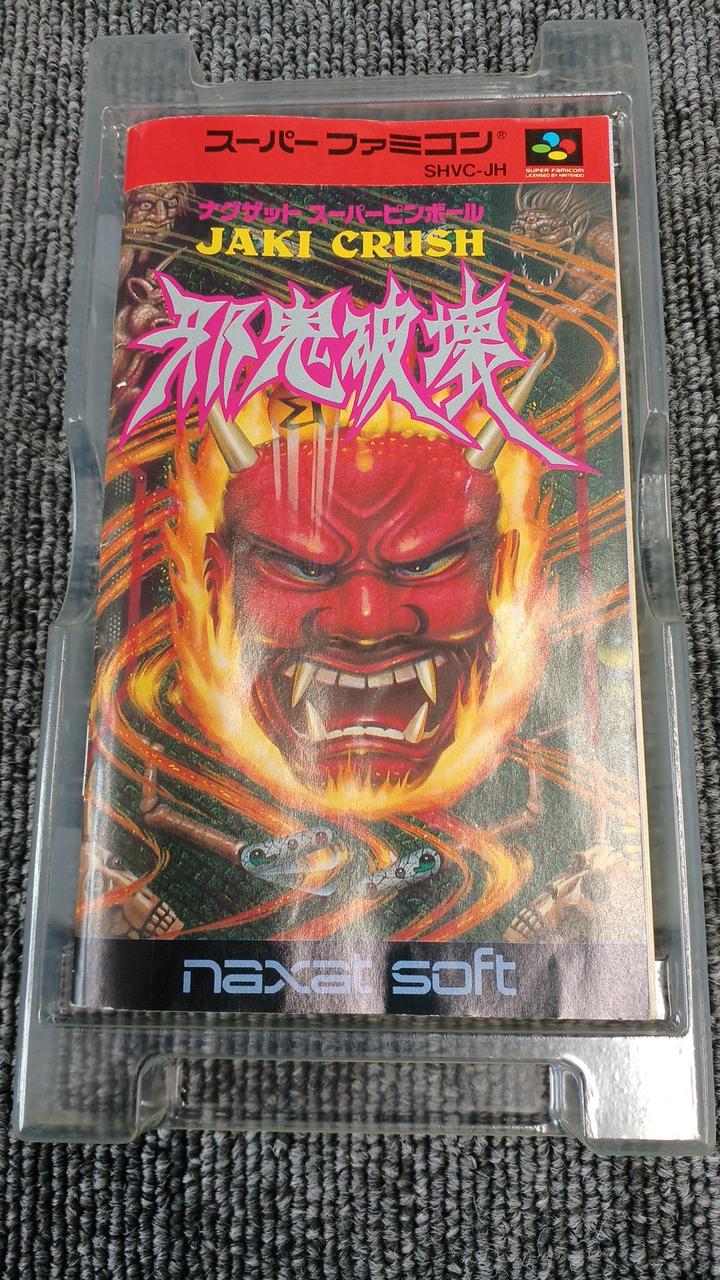 スーパーファミコン®
SHVC-JH
SUPER FAMICOM
LICENSED BY NINTENDO
ナグザット スーパーピンボール
JAKI CRUSH
邪鬼破壊
Σ
naxat soft